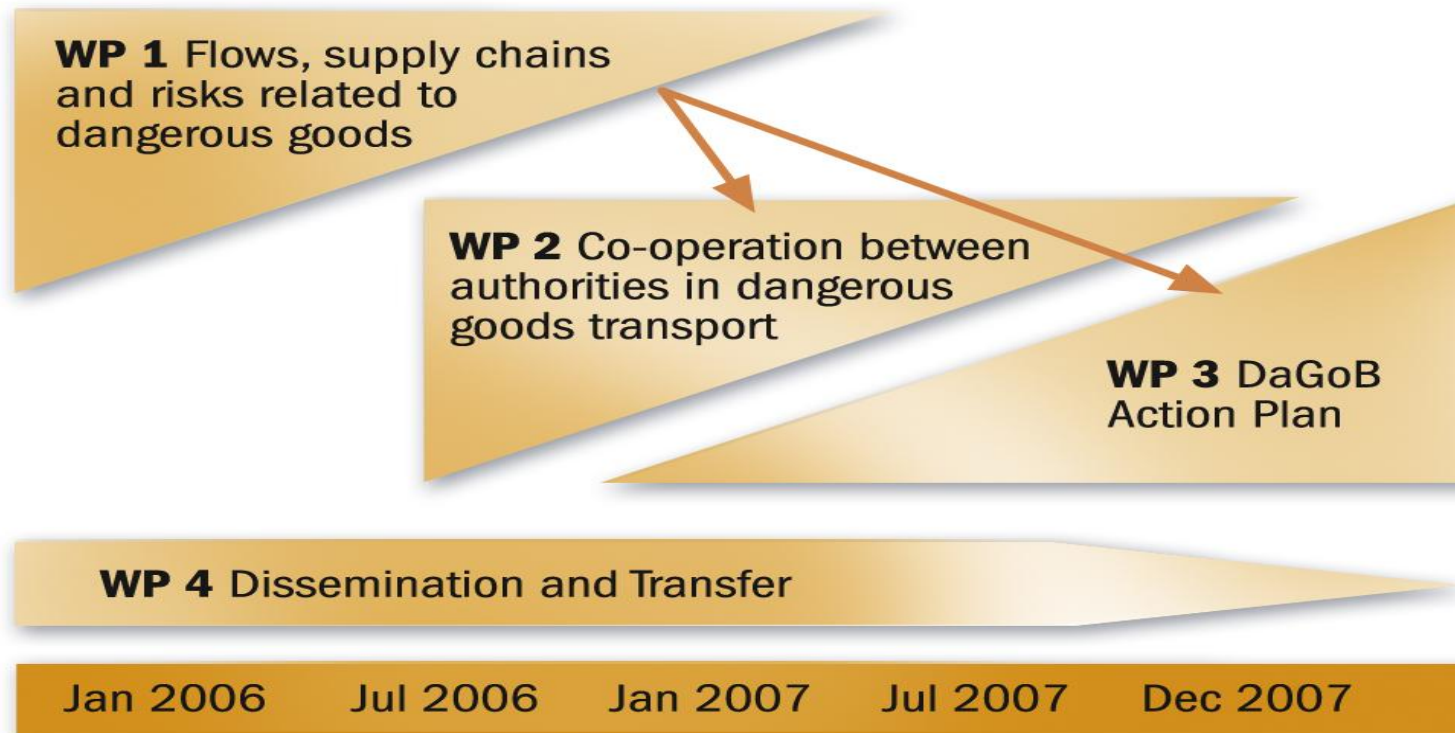 WP 1 Flows, supply chains
and risks related to
dangerous goods
WP 2 Co-operation between
authorities in dangerous
goods transport
WP 3 DaGoB
Action Plan
WP 4 Dissemination and Transfer
Jan 2006 Jul 2006 Jan 2007 Jul 2007 Dec 2007